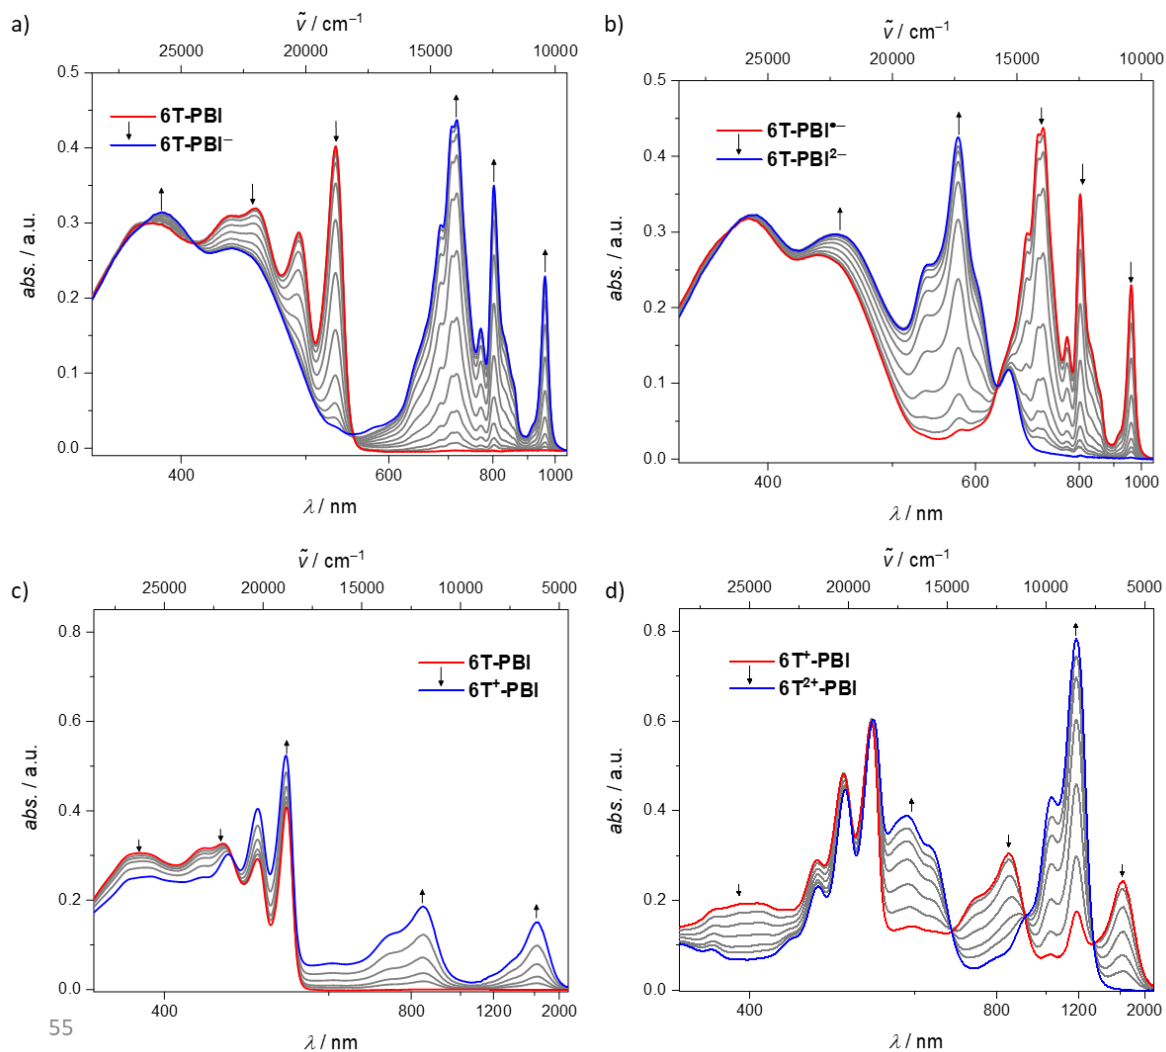 a)
ṽ / cm⁻¹
25000 20000 15000 10000
0.5
0.4
0.3
0.2
0.1
0.0
abs. / a.u.
6T-PBI
6T-PBI⁻
400 600 800 1000
λ / nm
b)
ṽ / cm⁻¹
25000 20000 15000 10000
0.5
0.4
0.3
0.2
0.1
0.0
abs. / a.u.
6T-PBI•⁻
6T-PBI²⁻
400 600 800 1000
λ / nm
c)
ṽ / cm⁻¹
25000 20000 15000 10000 5000
0.8
0.6
0.4
0.2
0.0
abs. / a.u.
6T-PBI
6T⁺-PBI
400 800 1200 2000
λ / nm
d)
ṽ / cm⁻¹
25000 20000 15000 10000 5000
0.8
0.6
0.4
0.2
0.0
abs. / a.u.
6T⁺-PBI
6T²⁺-PBI
400 800 1200 2000
λ / nm
55